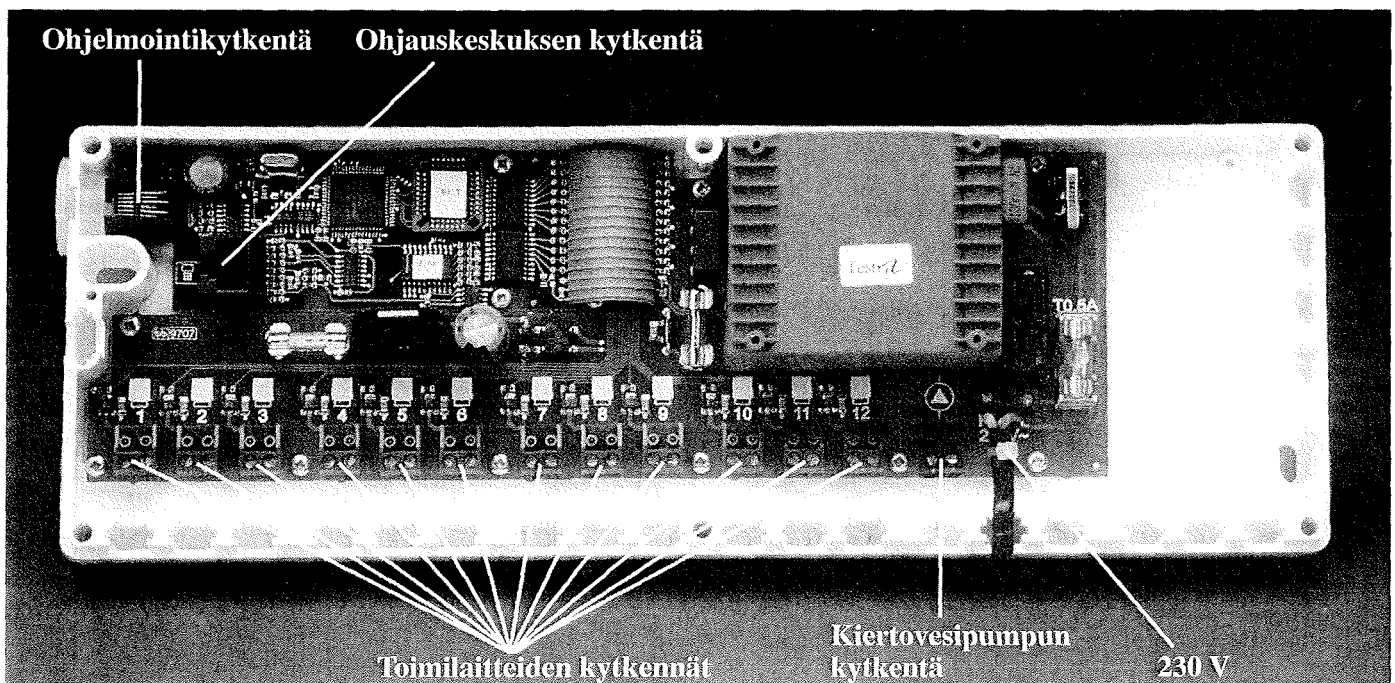 Ohjelmointikytkentä
Ohjauskeskuksen kytkentä
T0.5A
1 2 3 4 5 6 7 8 9 10 11 12
Toimilaitteiden kytkennät
Kiertovesipumpun
kytkentä
230 V